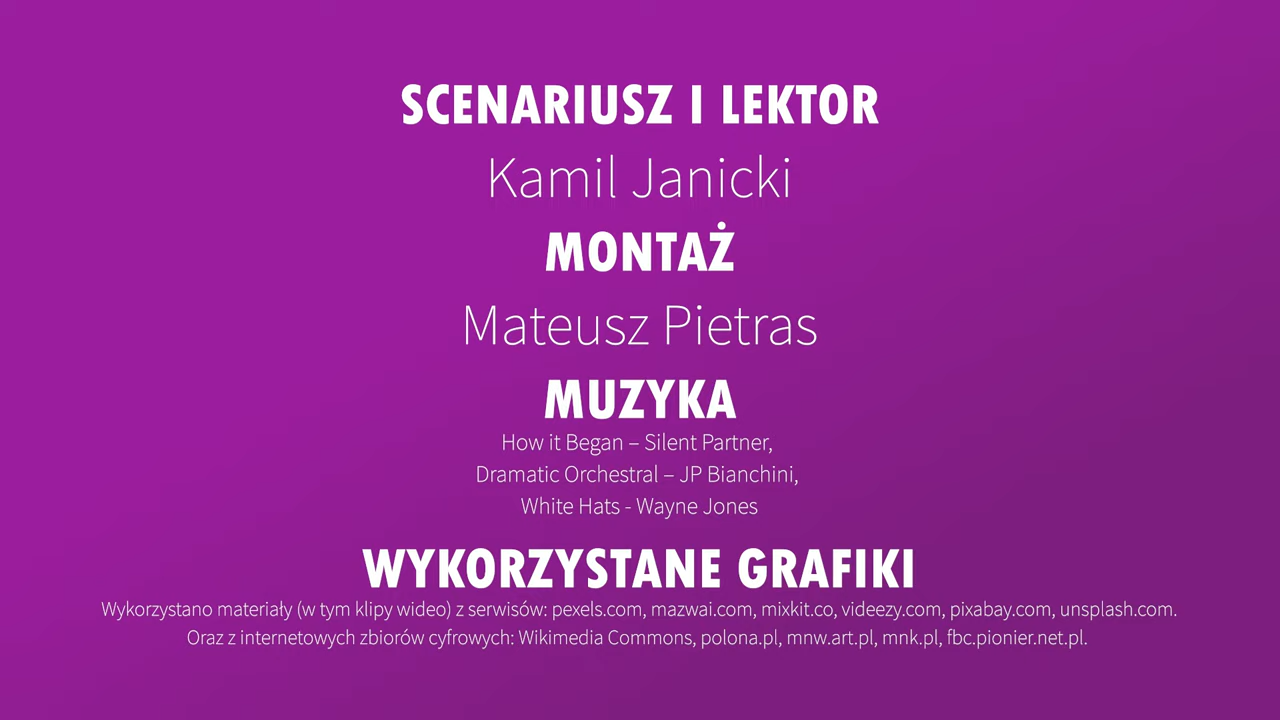 SCENARIUSZ I LEKTOR
Kamil Janicki
MONTAŻ
Mateusz Pietras
MUZYKA
How it Began – Silent Partner,
Dramatic Orchestral – JP Bianchini,
White Hats - Wayne Jones
WYKORZYSTANE GRAFIKI
Wykorzystano materiały (w tym klipy wideo) z serwisów: pexels.com, mazwai.com, mixkit.co, videezy.com, pixabay.com, unsplash.com.
Oraz z internetowych zbiorów cyfrowych: Wikimedia Commons, polona.pl, mnw.art.pl, mnk.pl, fbc.pionier.net.pl.